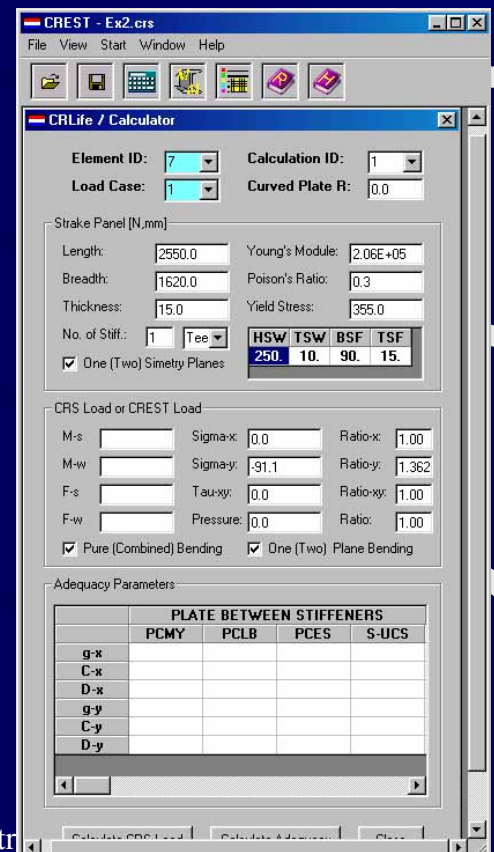 CREST - Ex2.crs
File View Start Window Help
CRLife / Calculator
Element ID: 7 Calculation ID: 1
Load Case: 1 Curved Plate R: 0.0
Strake Panel [N,mm]
Length: 2550.0 Young's Module: 2.06E+05
Breadth: 1620.0 Poison's Ratio: 0.3
Thickness: 15.0 Yield Stress: 355.0
No. of Stiff.: 1 Tee HSW TSW BSF TSF
250. 10. 90. 15.
One (Two) Simetry Planes
CRS Load or CREST Load
M-s Sigma-x: 0.0 Ratio-x: 1.00
M-w Sigma-y: -91.1 Ratio-y: 1.362
F-s Tau-xy: 0.0 Ratio-xy: 1.00
F-w Pressure: 0.0 Ratio: 1.00
Pure (Combined) Bending One (Two) Plane Bending
Adequacy Parameters
PLATE BETWEEN STIFFENERS
PCMY PCLB PCES S-UCS
g-x
C-x
D-x
g-y
C-y
D-y
tr Calculate CRS Load Calculate Adequacy Close